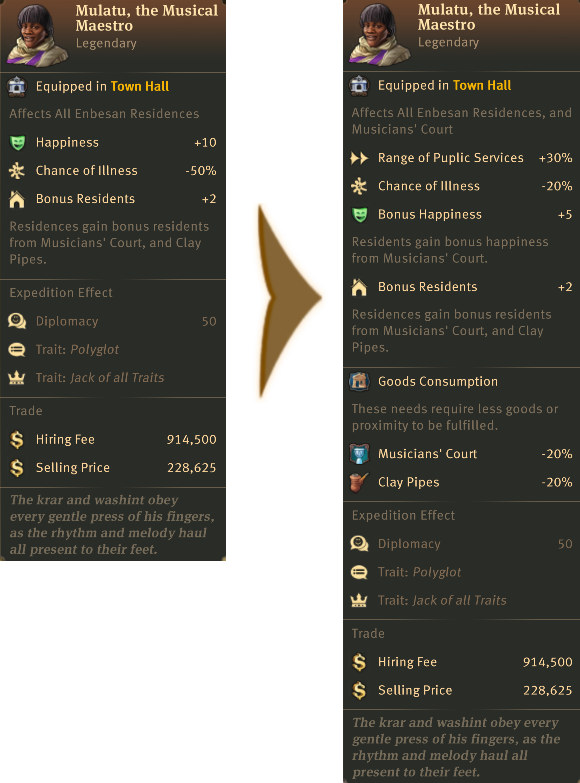 Mulatu, the Musical
Maestro
Legendary
Equipped in Town Hall
Affects All Enbesan Residences
Happiness +10
Chance of Illness -50%
Bonus Residents +2
Residences gain bonus residents
from Musicians' Court, and Clay
Pipes.
Expedition Effect
Diplomacy 50
Trait: Polyglot
Trait: Jack of all Traits
Trade
Hiring Fee 914,500
Selling Price 228,625
The krar and washint obey
every gentle press of his fingers,
as the rhythm and melody haul
all present to their feet.
Mulatu, the Musical
Maestro
Legendary
Equipped in Town Hall
Affects All Enbesan Residences, and
Musicians' Court
Range of Puplic Services +30%
Chance of Illness -20%
Bonus Happiness +5
Residents gain bonus happiness
from Musicians' Court.
Bonus Residents +2
Residences gain bonus residents
from Musicians' Court, and Clay
Pipes.
Goods Consumption
These needs require less goods or
proximity to be fulfilled.
Musicians' Court -20%
Clay Pipes -20%
Expedition Effect
Diplomacy 50
Trait: Polyglot
Trait: Jack of all Traits
Trade
Hiring Fee 914,500
Selling Price 228,625
The krar and washint obey every
gentle press of his fingers, as the
rhythm and melody haul all
present to their feet.